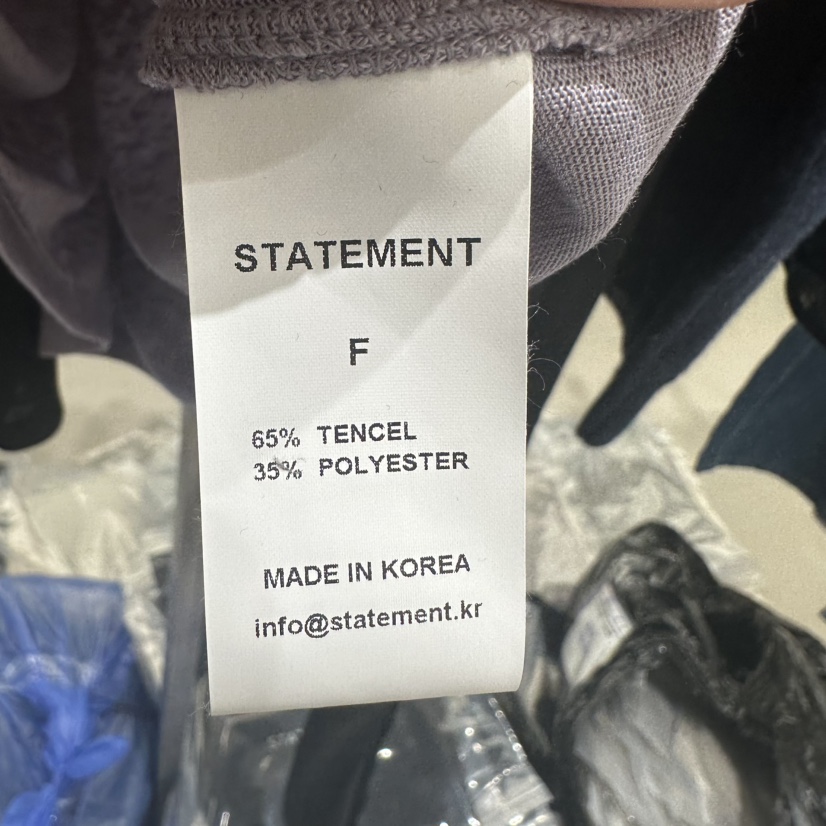 STATEMENT
F
65% TENCEL
35% POLYESTER
MADE IN KOREA
info@statement.kr